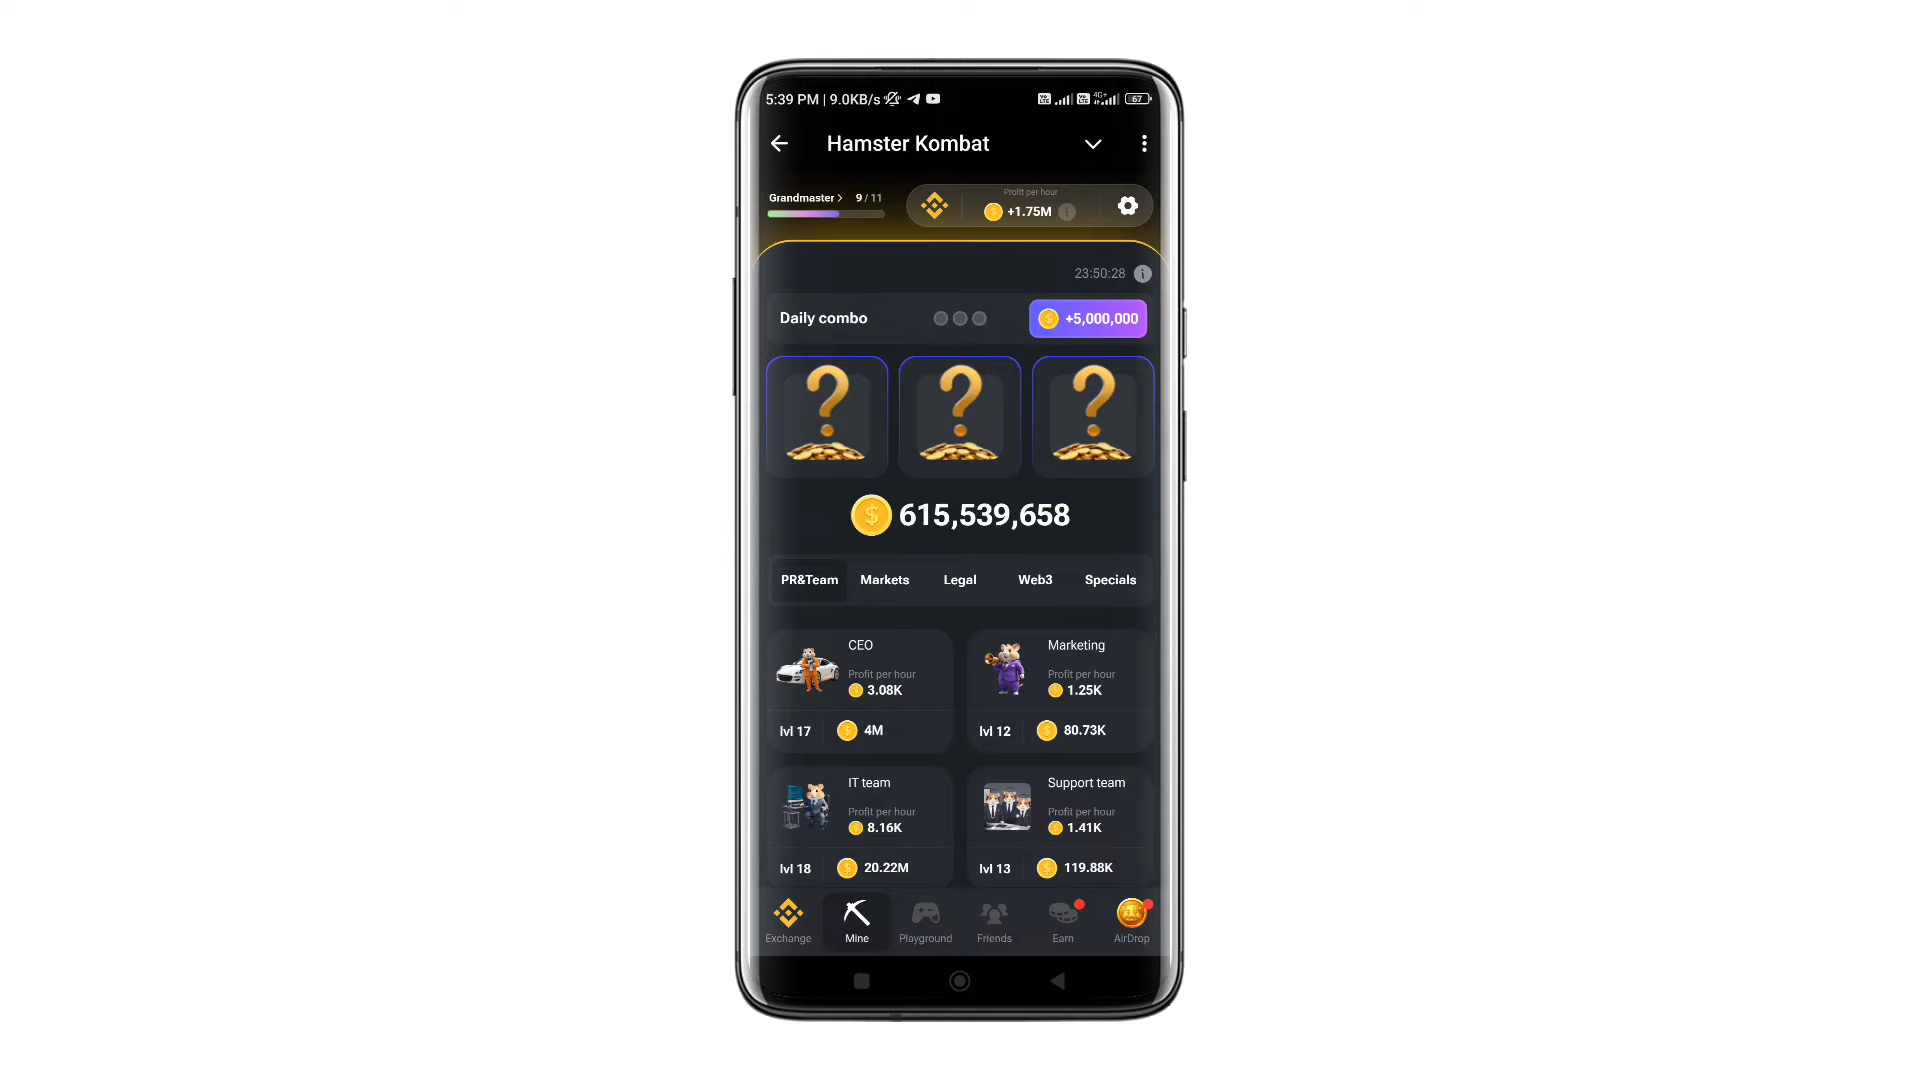 5:39 PM | 9.0KB/s
4G+
67
Hamster Kombat
Grandmaster > 9 / 11
Profit per hour
+1.75M
23:50:28
Daily combo
+5,000,000
615,539,658
PR&Team Markets Legal Web3 Specials
CEO
Profit per hour
3.08K
lvl 17
4M
Marketing
Profit per hour
1.25K
lvl 12
80.73K
IT team
Profit per hour
8.16K
lvl 18
20.22M
Support team
Profit per hour
1.41K
lvl 13
119.88K
Exchange Mine Playground Friends Earn AirDrop